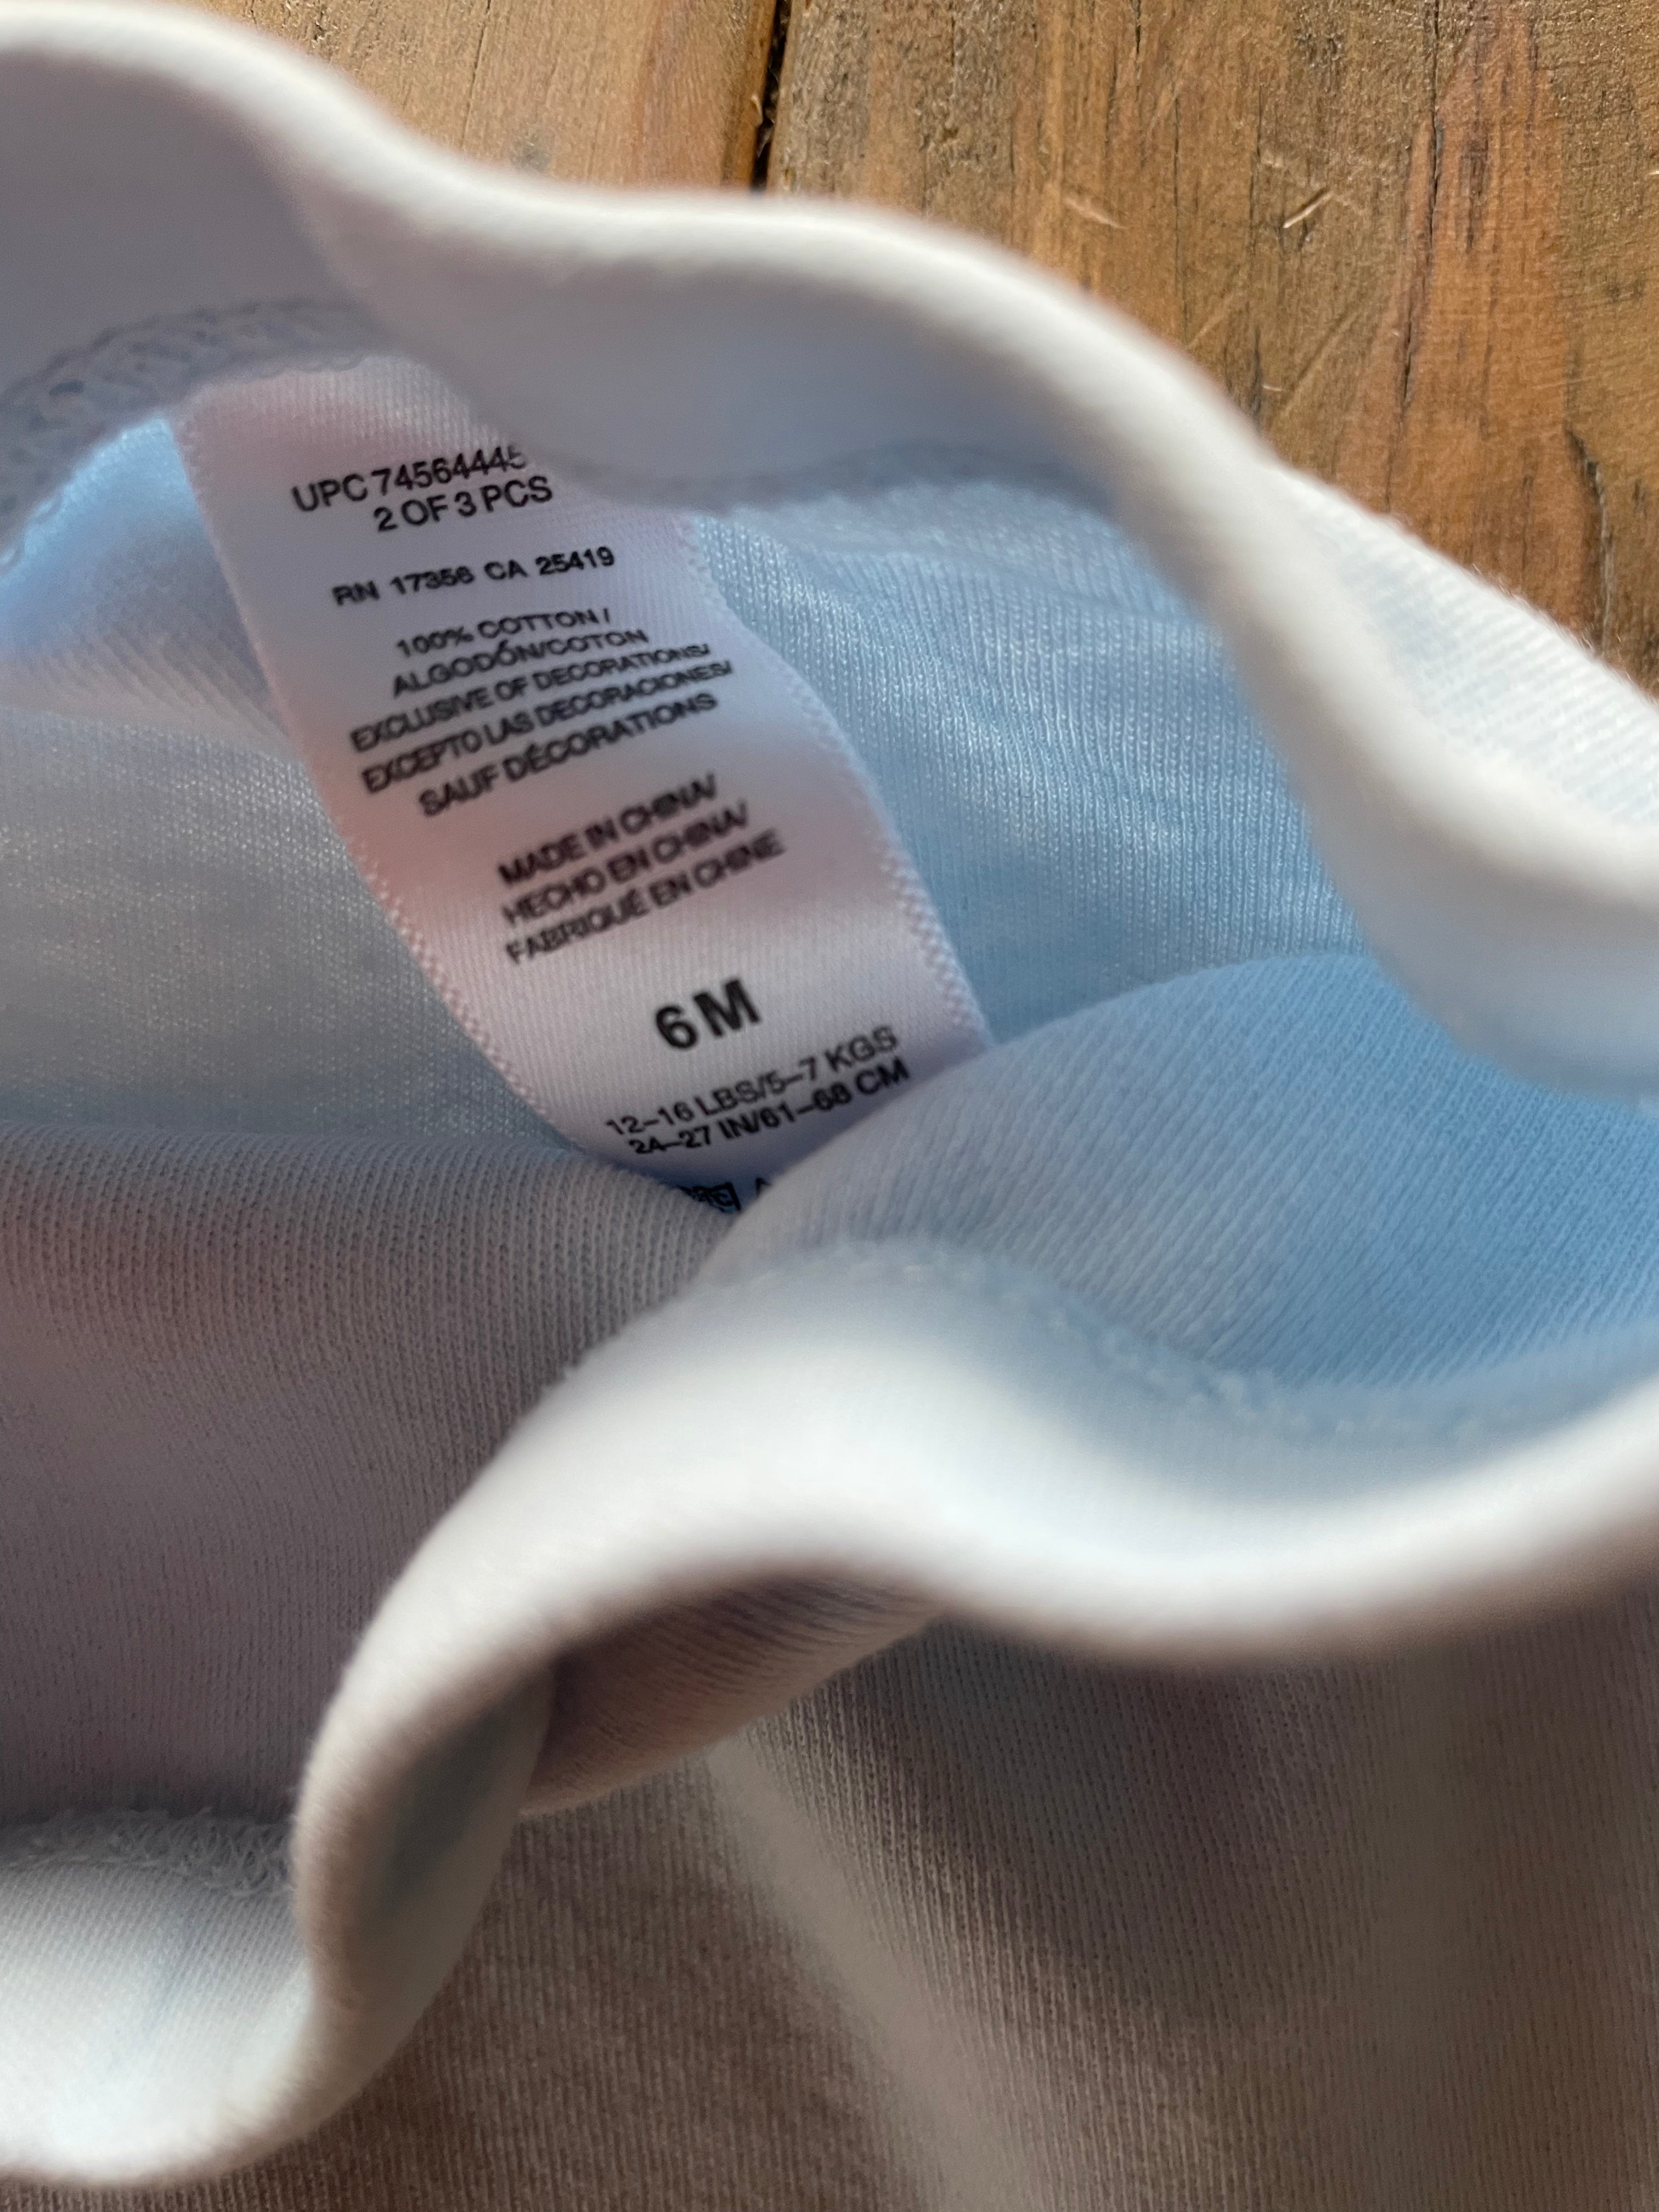 UPC 74564445
2 OF 3 PCS
RN 17356 CA 25419
100% COTTON/
ALGODÓN/COTON
EXCLUSIVE OF DECORATIONS/
EXCEPTO LAS DECORACIONES/
SAUF DÉCORATIONS
MADE IN CHINA/
HECHO EN CHINA/
FABRIQUÉ EN CHINE
6 M
12–16 LBS/5–7 KGS
24–27 IN/61–68 CM